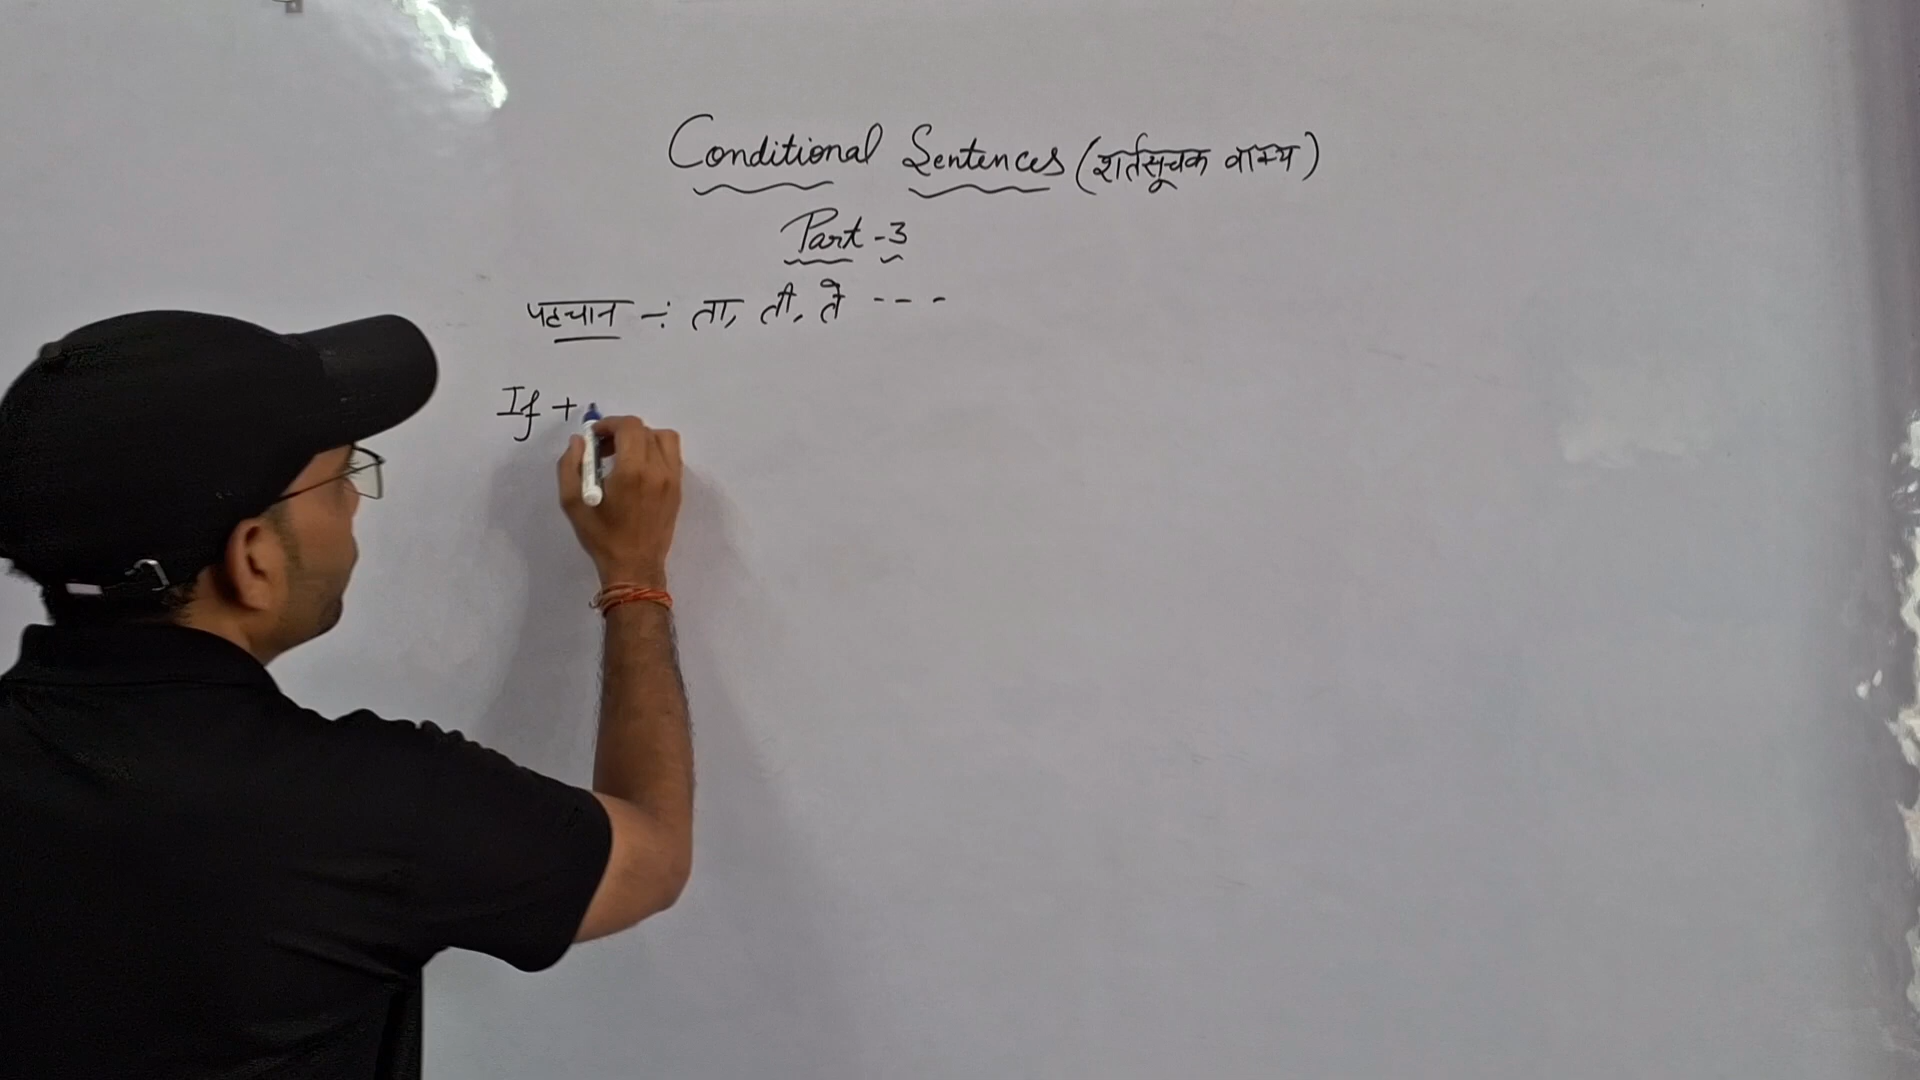 Conditional Sentences (शर्तसूचक वाक्य)
Part-3
पहचान ÷ ता, ती, ते ----
If +